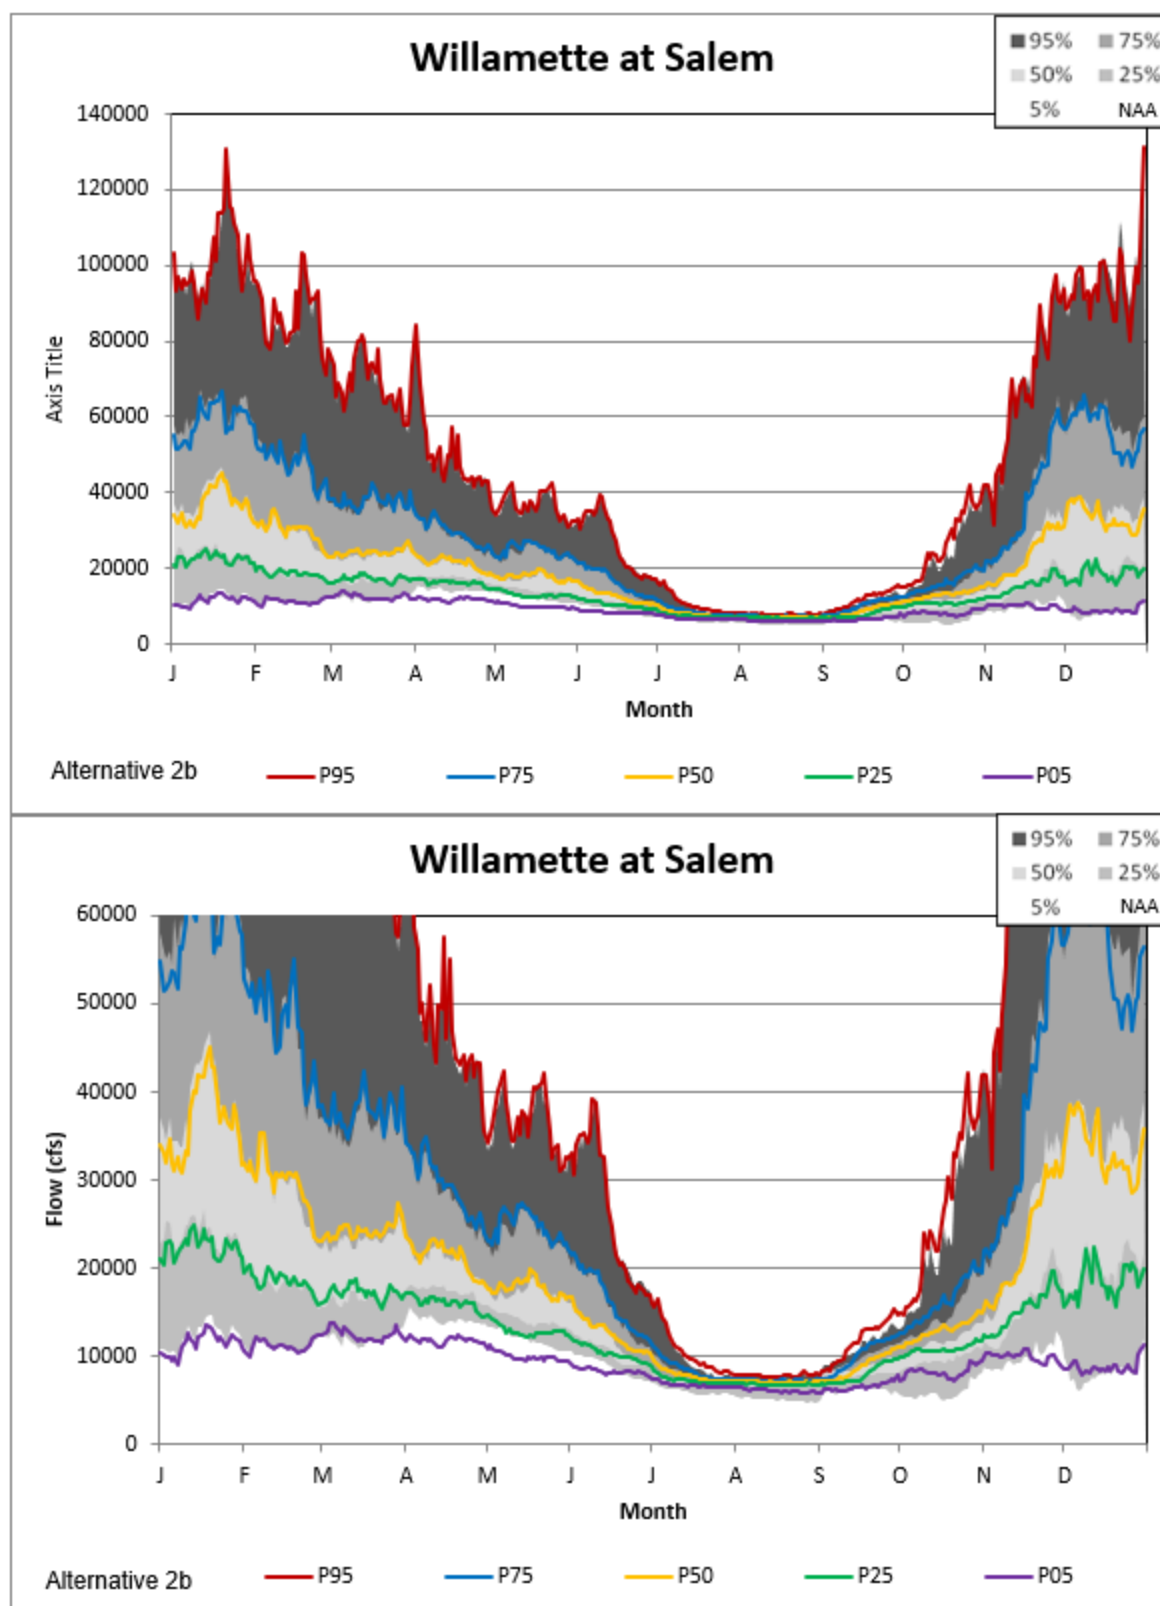 Willamette at Salem
95% 75%
50% 25%
5% NAA
140000
120000
100000
80000
60000
40000
20000
0
Axis Title
J F M A M J J A S O N D
Month
Alternative 2b P95 P75 P50 P25 P05
Willamette at Salem
95% 75%
50% 25%
5% NAA
60000
50000
40000
30000
20000
10000
0
Flow (cfs)
J F M A M J J A S O N D
Month
Alternative 2b P95 P75 P50 P25 P05